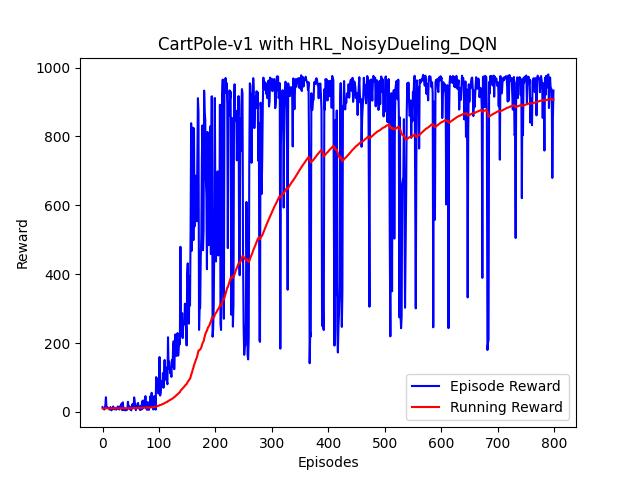 CartPole-v1 with HRL_NoisyDueling_DQN
1000
800
600
400
200
0
Reward
0 100 200 300 400 500 600 700 800
Episodes
Episode Reward
Running Reward